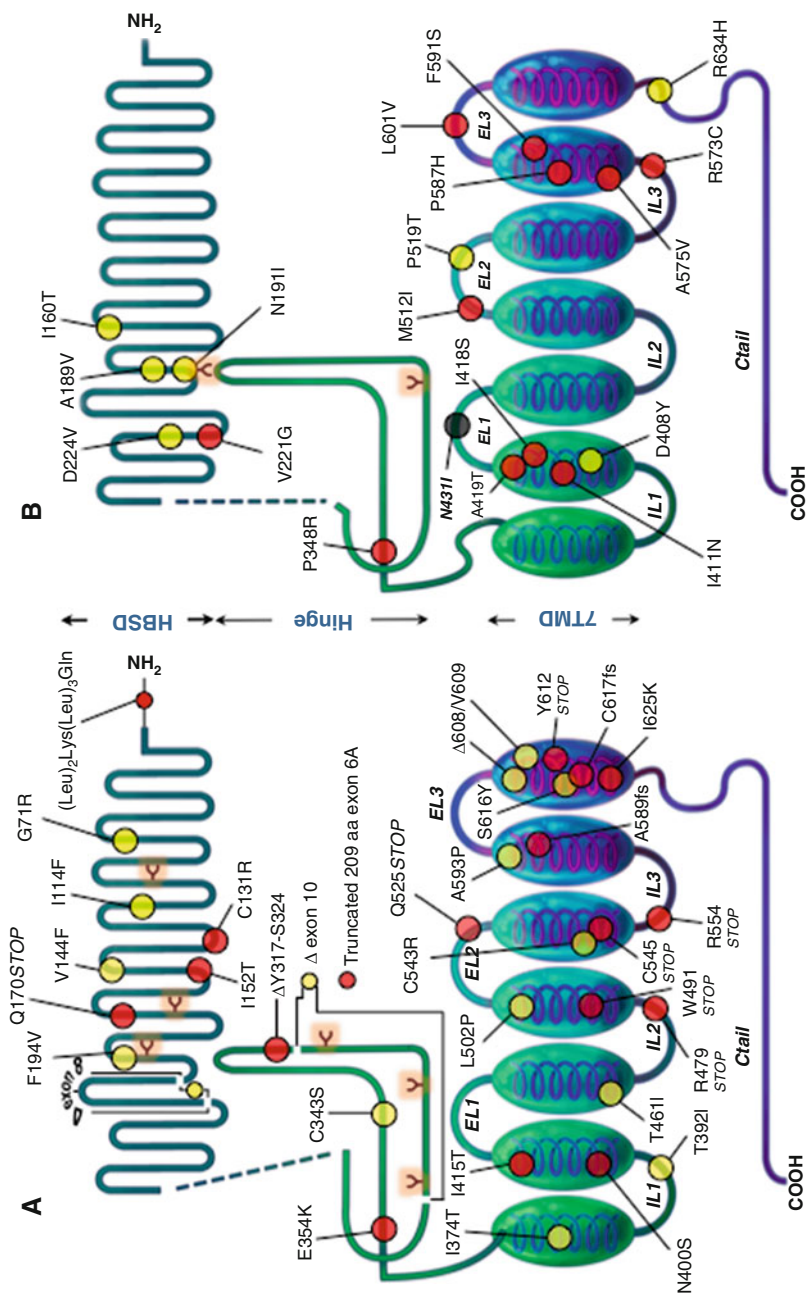 A
NH2
(Leu)2Lys(Leu)3Gln
G71R
I114F
V144F
Q170STOP
F194V
Δ exon 8
C131R
I152T
ΔY317-S324
Δ exon 10
Truncated 209 aa exon 6A
C343S
E354K
I374T
I415T
EL1
L502P
C543R
EL2
Q525STOP
A593P
EL3
S616Y
Δ608/V609
Y612
STOP
C617fs
I625K
A589fs
IL3
R554
STOP
C545
STOP
W491
STOP
IL2
R479
STOP
T461I
T392I
IL1
N400S
Ctail
COOH
HBSD
Hinge
7TMD
B
NH2
I160T
A189V
D224V
N191I
V221G
P348R
N431I
EL1
A419T
I418S
M512I
P519T
EL2
P587H
L601V
EL3
F591S
R634H
R573C
IL3
A575V
IL2
D408Y
IL1
I411N
Ctail
COOH